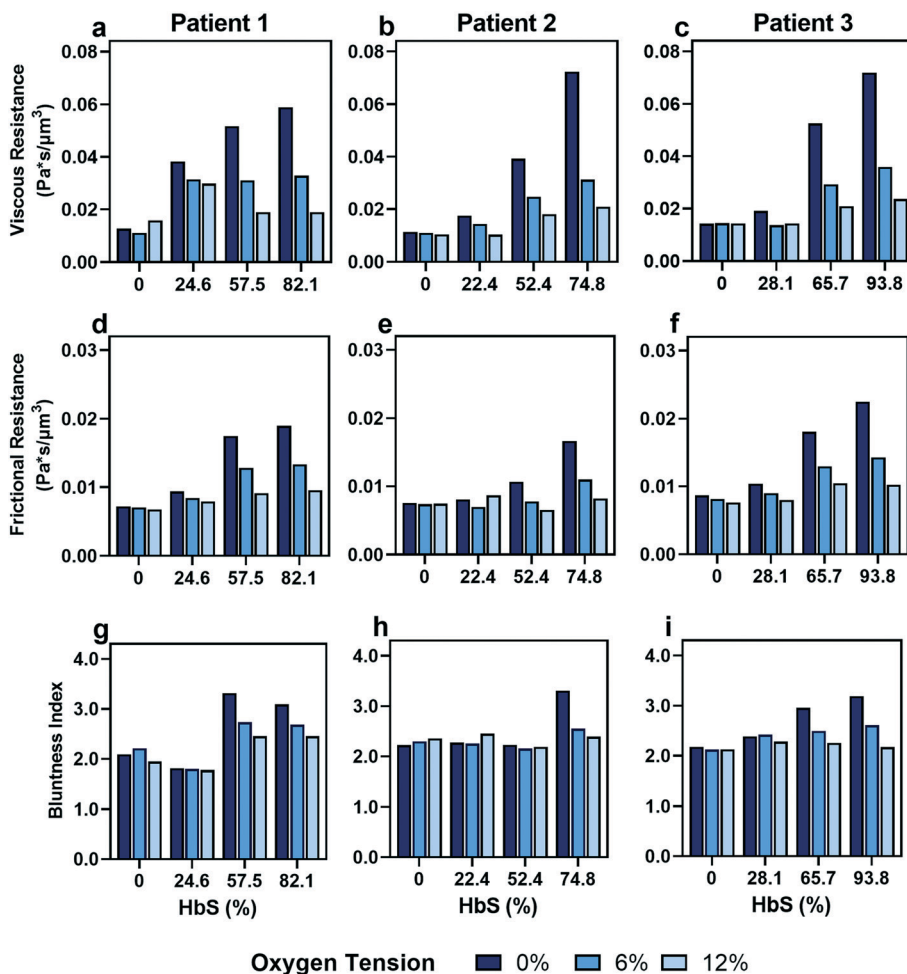 a Patient 1 b Patient 2 c Patient 3
Viscous Resistance
(Pa*s/µm³)
0.08 0.08 0.08
0.06 0.06 0.06
0.04 0.04 0.04
0.02 0.02 0.02
0.00 0.00 0.00
0 24.6 57.5 82.1 0 22.4 52.4 74.8 0 28.1 65.7 93.8
d e f
Frictional Resistance
(Pa*s/µm³)
0.03 0.03 0.03
0.02 0.02 0.02
0.01 0.01 0.01
0.00 0.00 0.00
0 24.6 57.5 82.1 0 22.4 52.4 74.8 0 28.1 65.7 93.8
g h i
Bluntness Index
4.0 4.0 4.0
3.0 3.0 3.0
2.0 2.0 2.0
1.0 1.0 1.0
0.0 0.0 0.0
0 24.6 57.5 82.1 0 22.4 52.4 74.8 0 28.1 65.7 93.8
HbS (%) HbS (%) HbS (%)
Oxygen Tension 0% 6% 12%